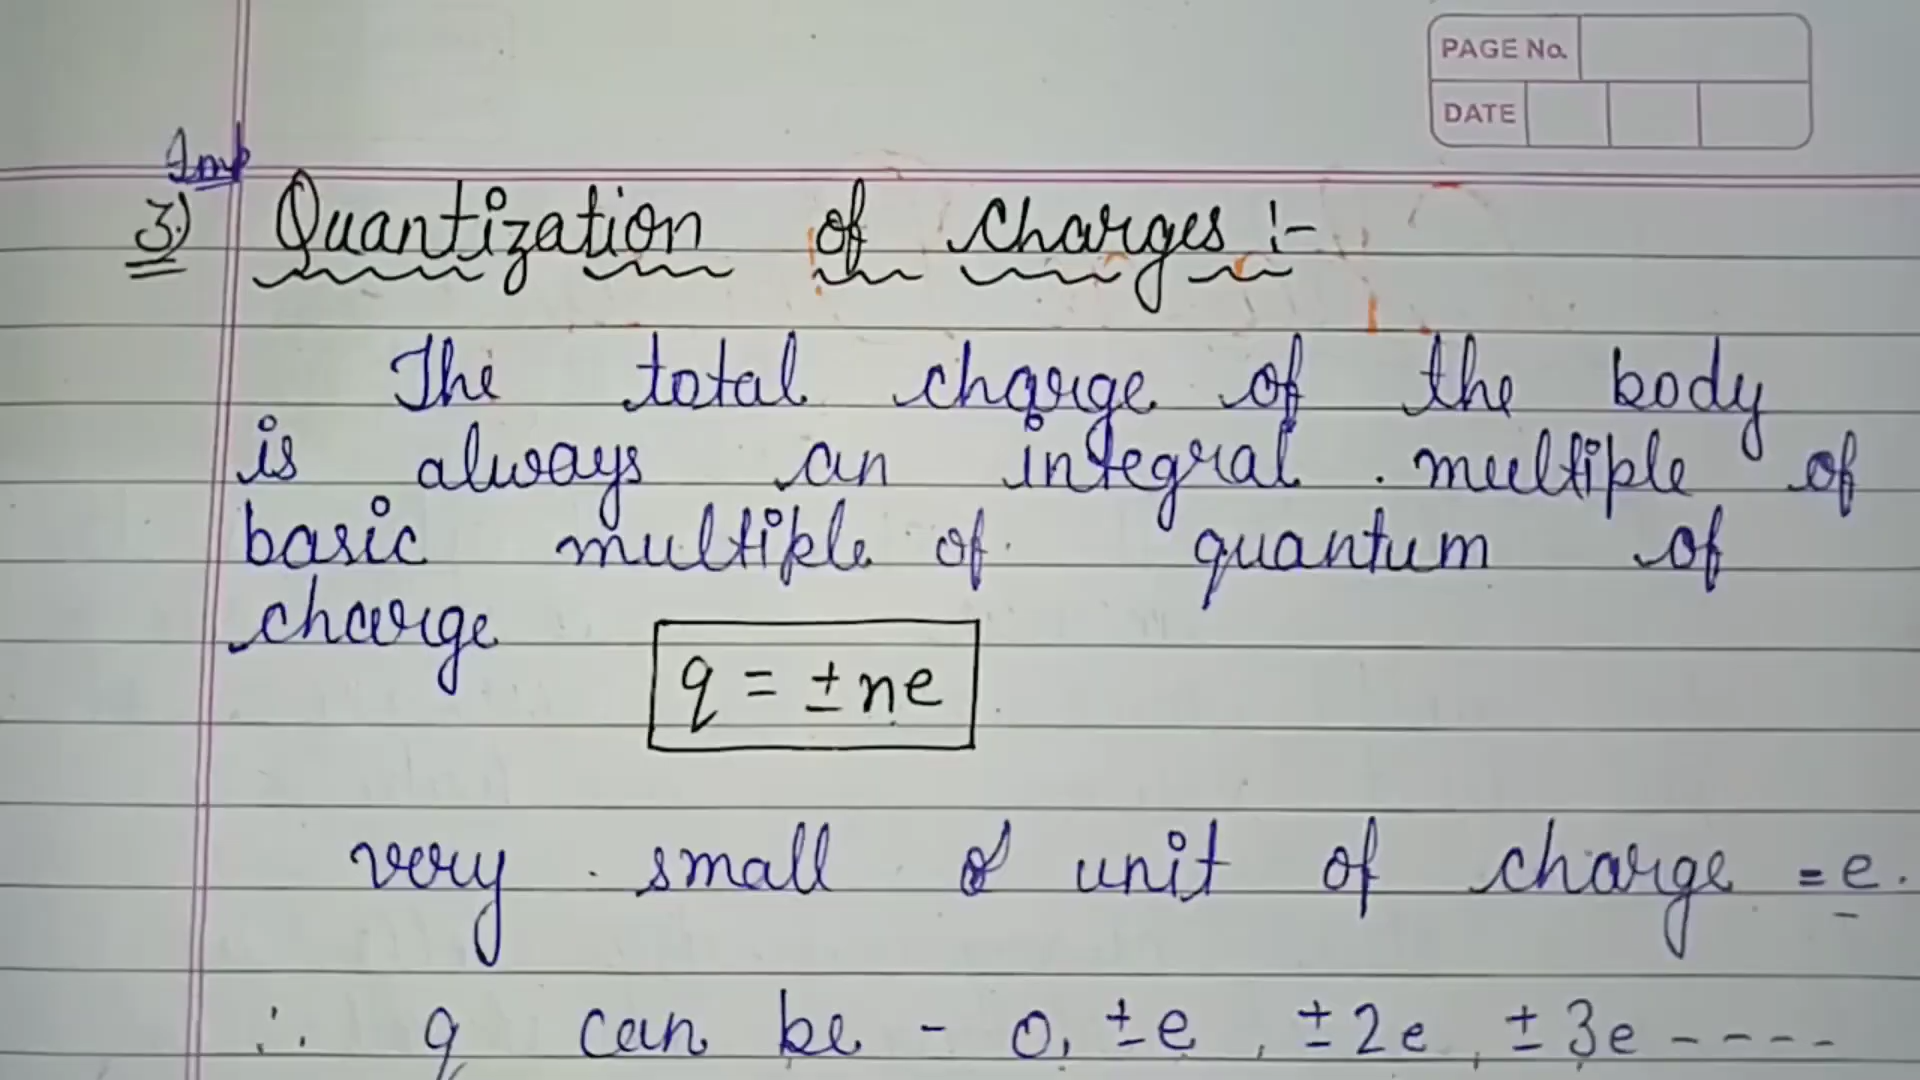 PAGE No.
DATE
Imp
3) Quantization of charges :-
The total charge of the body
is always an integral multiple of
basic multiple of quantum of
charge
q = ±ne
very small unit of charge = e.
∴ q can be - 0, ±e, ±2e, ±3e - - - -